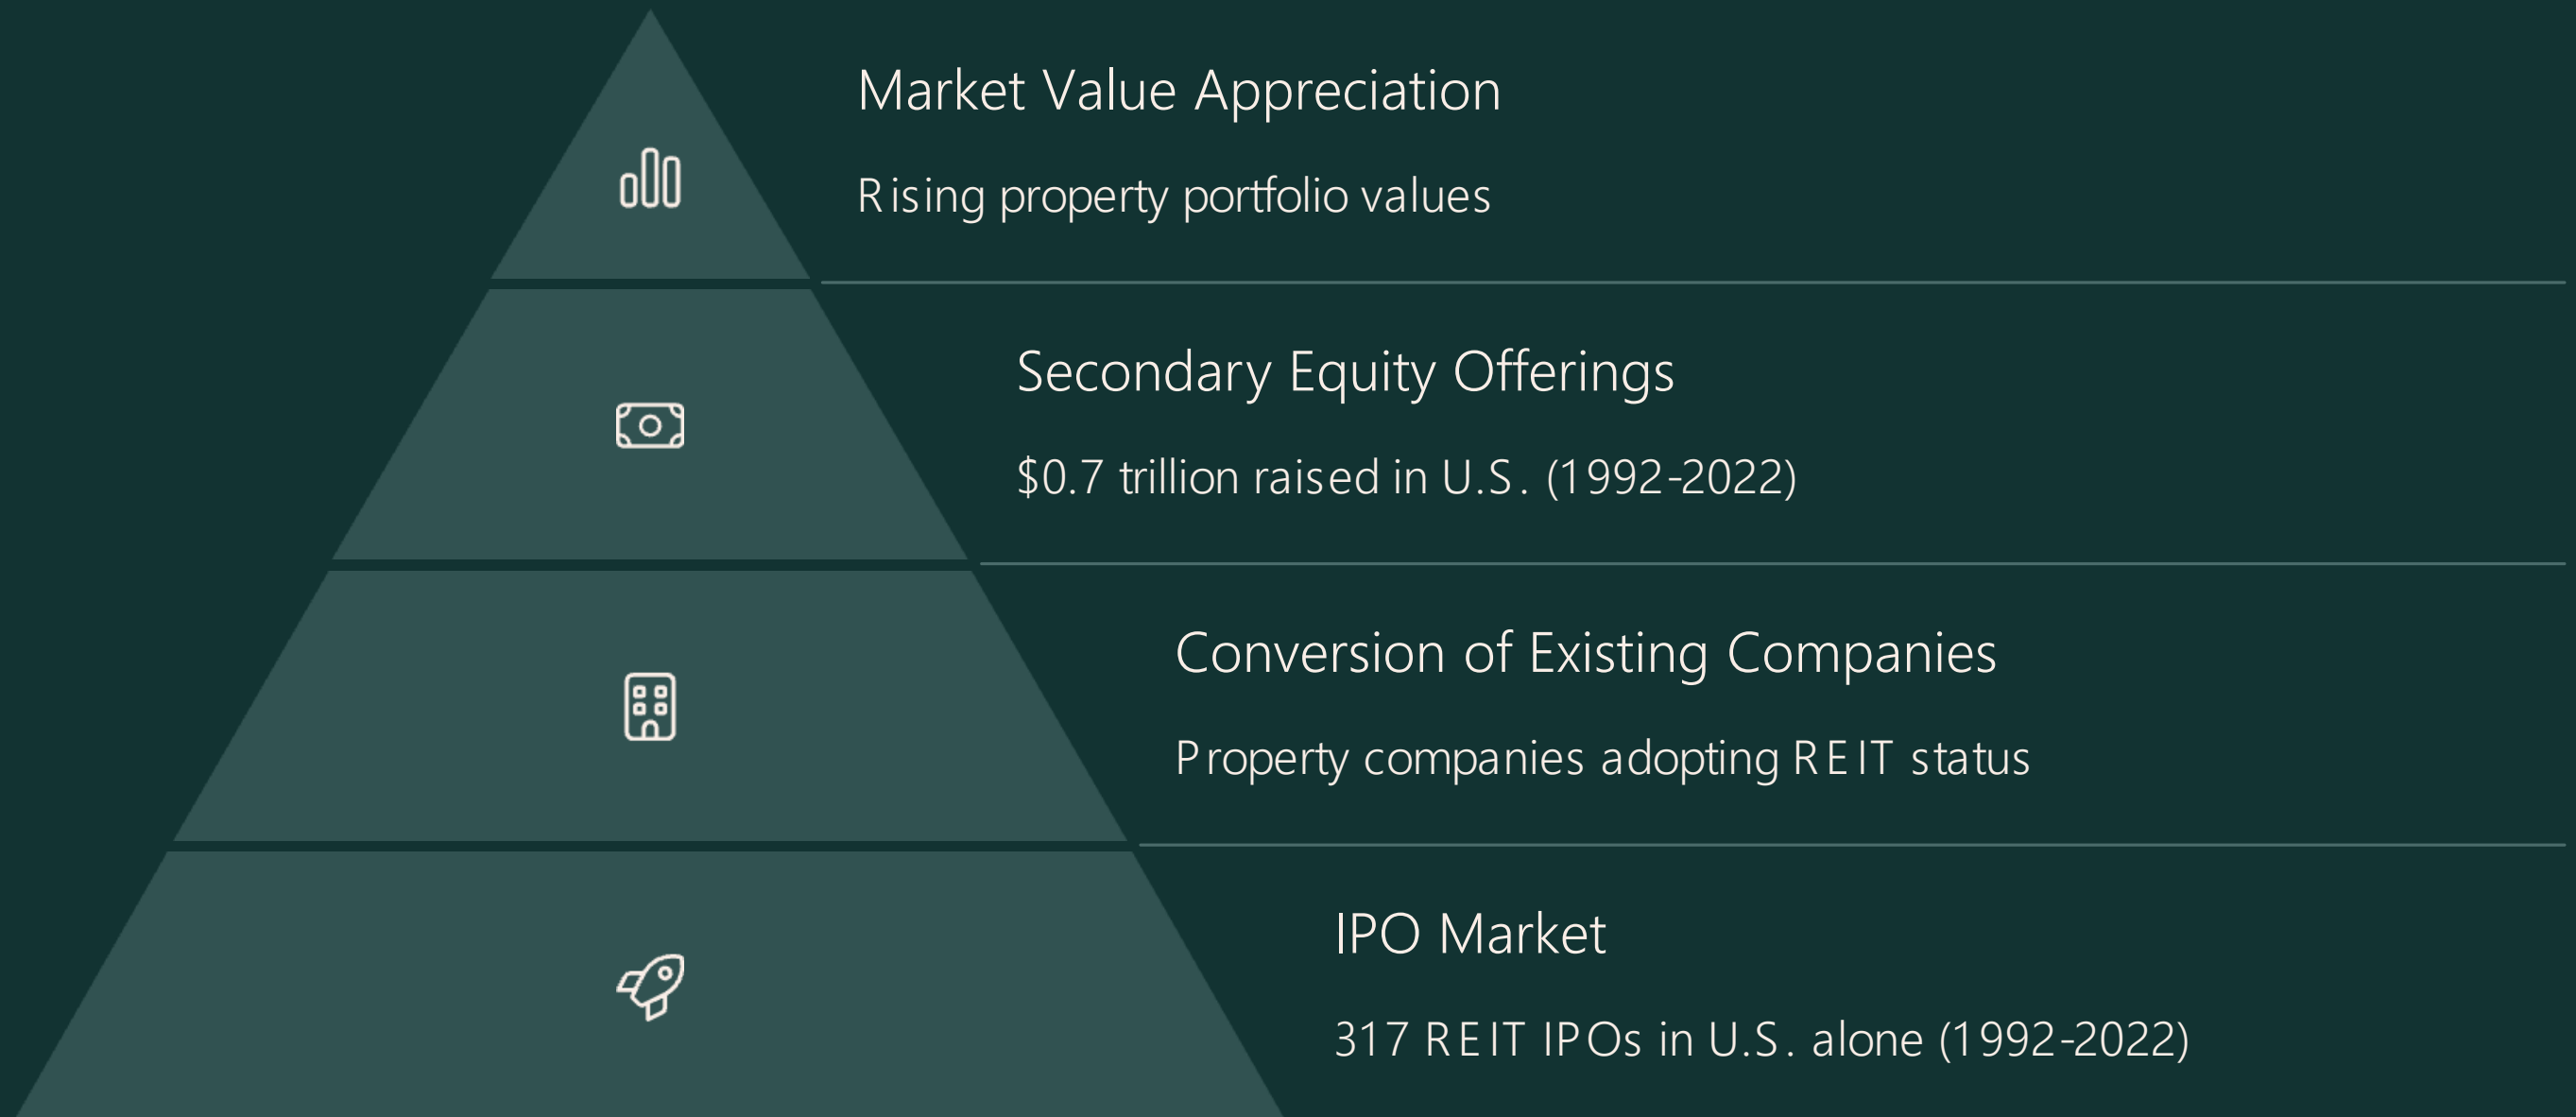 Market Value Appreciation
Rising property portfolio values
Secondary Equity Offerings
$0.7 trillion raised in U.S. (1992-2022)
Conversion of Existing Companies
Property companies adopting REIT status
IPO Market
317 REIT IPOs in U.S. alone (1992-2022)